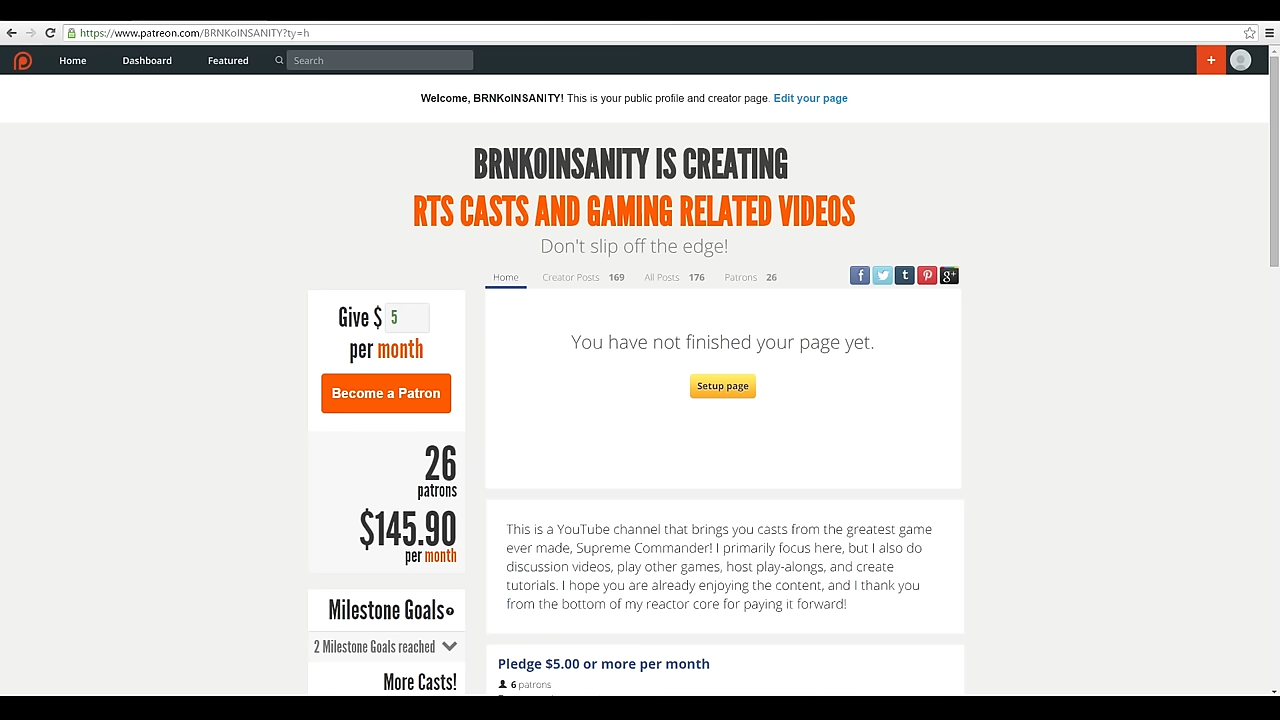 https://www.patreon.com/BRNKoINSANITY?ty=h
Home Dashboard Featured Search +
Welcome, BRNKoINSANITY! This is your public profile and creator page. Edit your page
BRNKOINSANITY IS CREATING
RTS CASTS AND GAMING RELATED VIDEOS
Don't slip off the edge!
Home Creator Posts 169 All Posts 176 Patrons 26
f t p g+
Give $ 5
per month
Become a Patron
26
patrons
$145.90
per month
Milestone Goals?
2 Milestone Goals reached
More Casts!
You have not finished your page yet.
Setup page
This is a YouTube channel that brings you casts from the greatest game
ever made, Supreme Commander! I primarily focus here, but I also do
discussion videos, play other games, host play-alongs, and create
tutorials. I hope you are already enjoying the content, and I thank you
from the bottom of my reactor core for paying it forward!
Pledge $5.00 or more per month
6 patrons